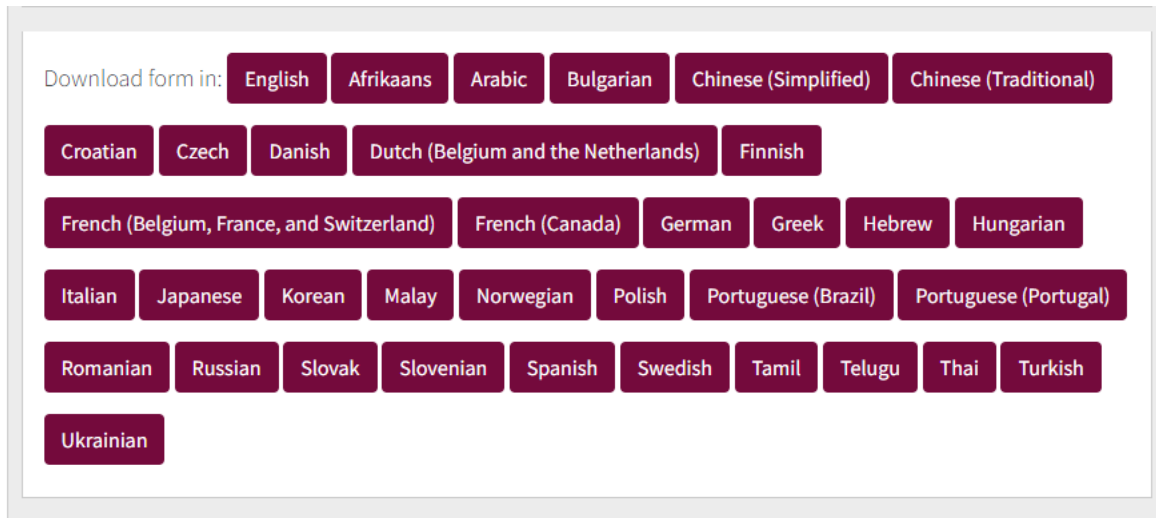 Download form in: English Afrikaans Arabic Bulgarian Chinese (Simplified) Chinese (Traditional)
Croatian Czech Danish Dutch (Belgium and the Netherlands) Finnish
French (Belgium, France, and Switzerland) French (Canada) German Greek Hebrew Hungarian
Italian Japanese Korean Malay Norwegian Polish Portuguese (Brazil) Portuguese (Portugal)
Romanian Russian Slovak Slovenian Spanish Swedish Tamil Telugu Thai Turkish
Ukrainian